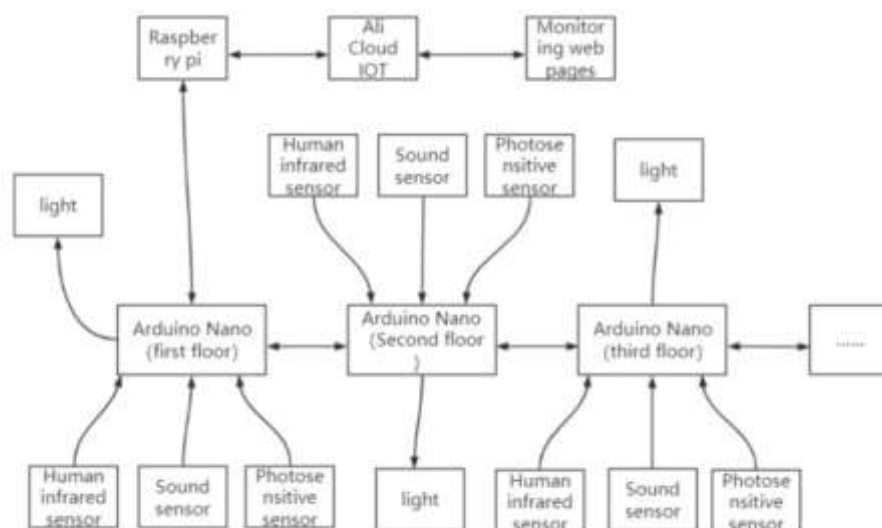 Raspber
ry pi
Ali
Cloud
IOT
Monitor
ing web
pages
Human
infrared
sensor
Sound
sensor
Photose
nsitive
sensor
light
light
Arduino Nano
(first floor)
Arduino Nano
(Second floor
)
Arduino Nano
(third floor)
.....
Human
infrared
sensor
Sound
sensor
Photose
nsitive
sensor
light
Human
infrared
sensor
Sound
sensor
Photose
nsitive
sensor